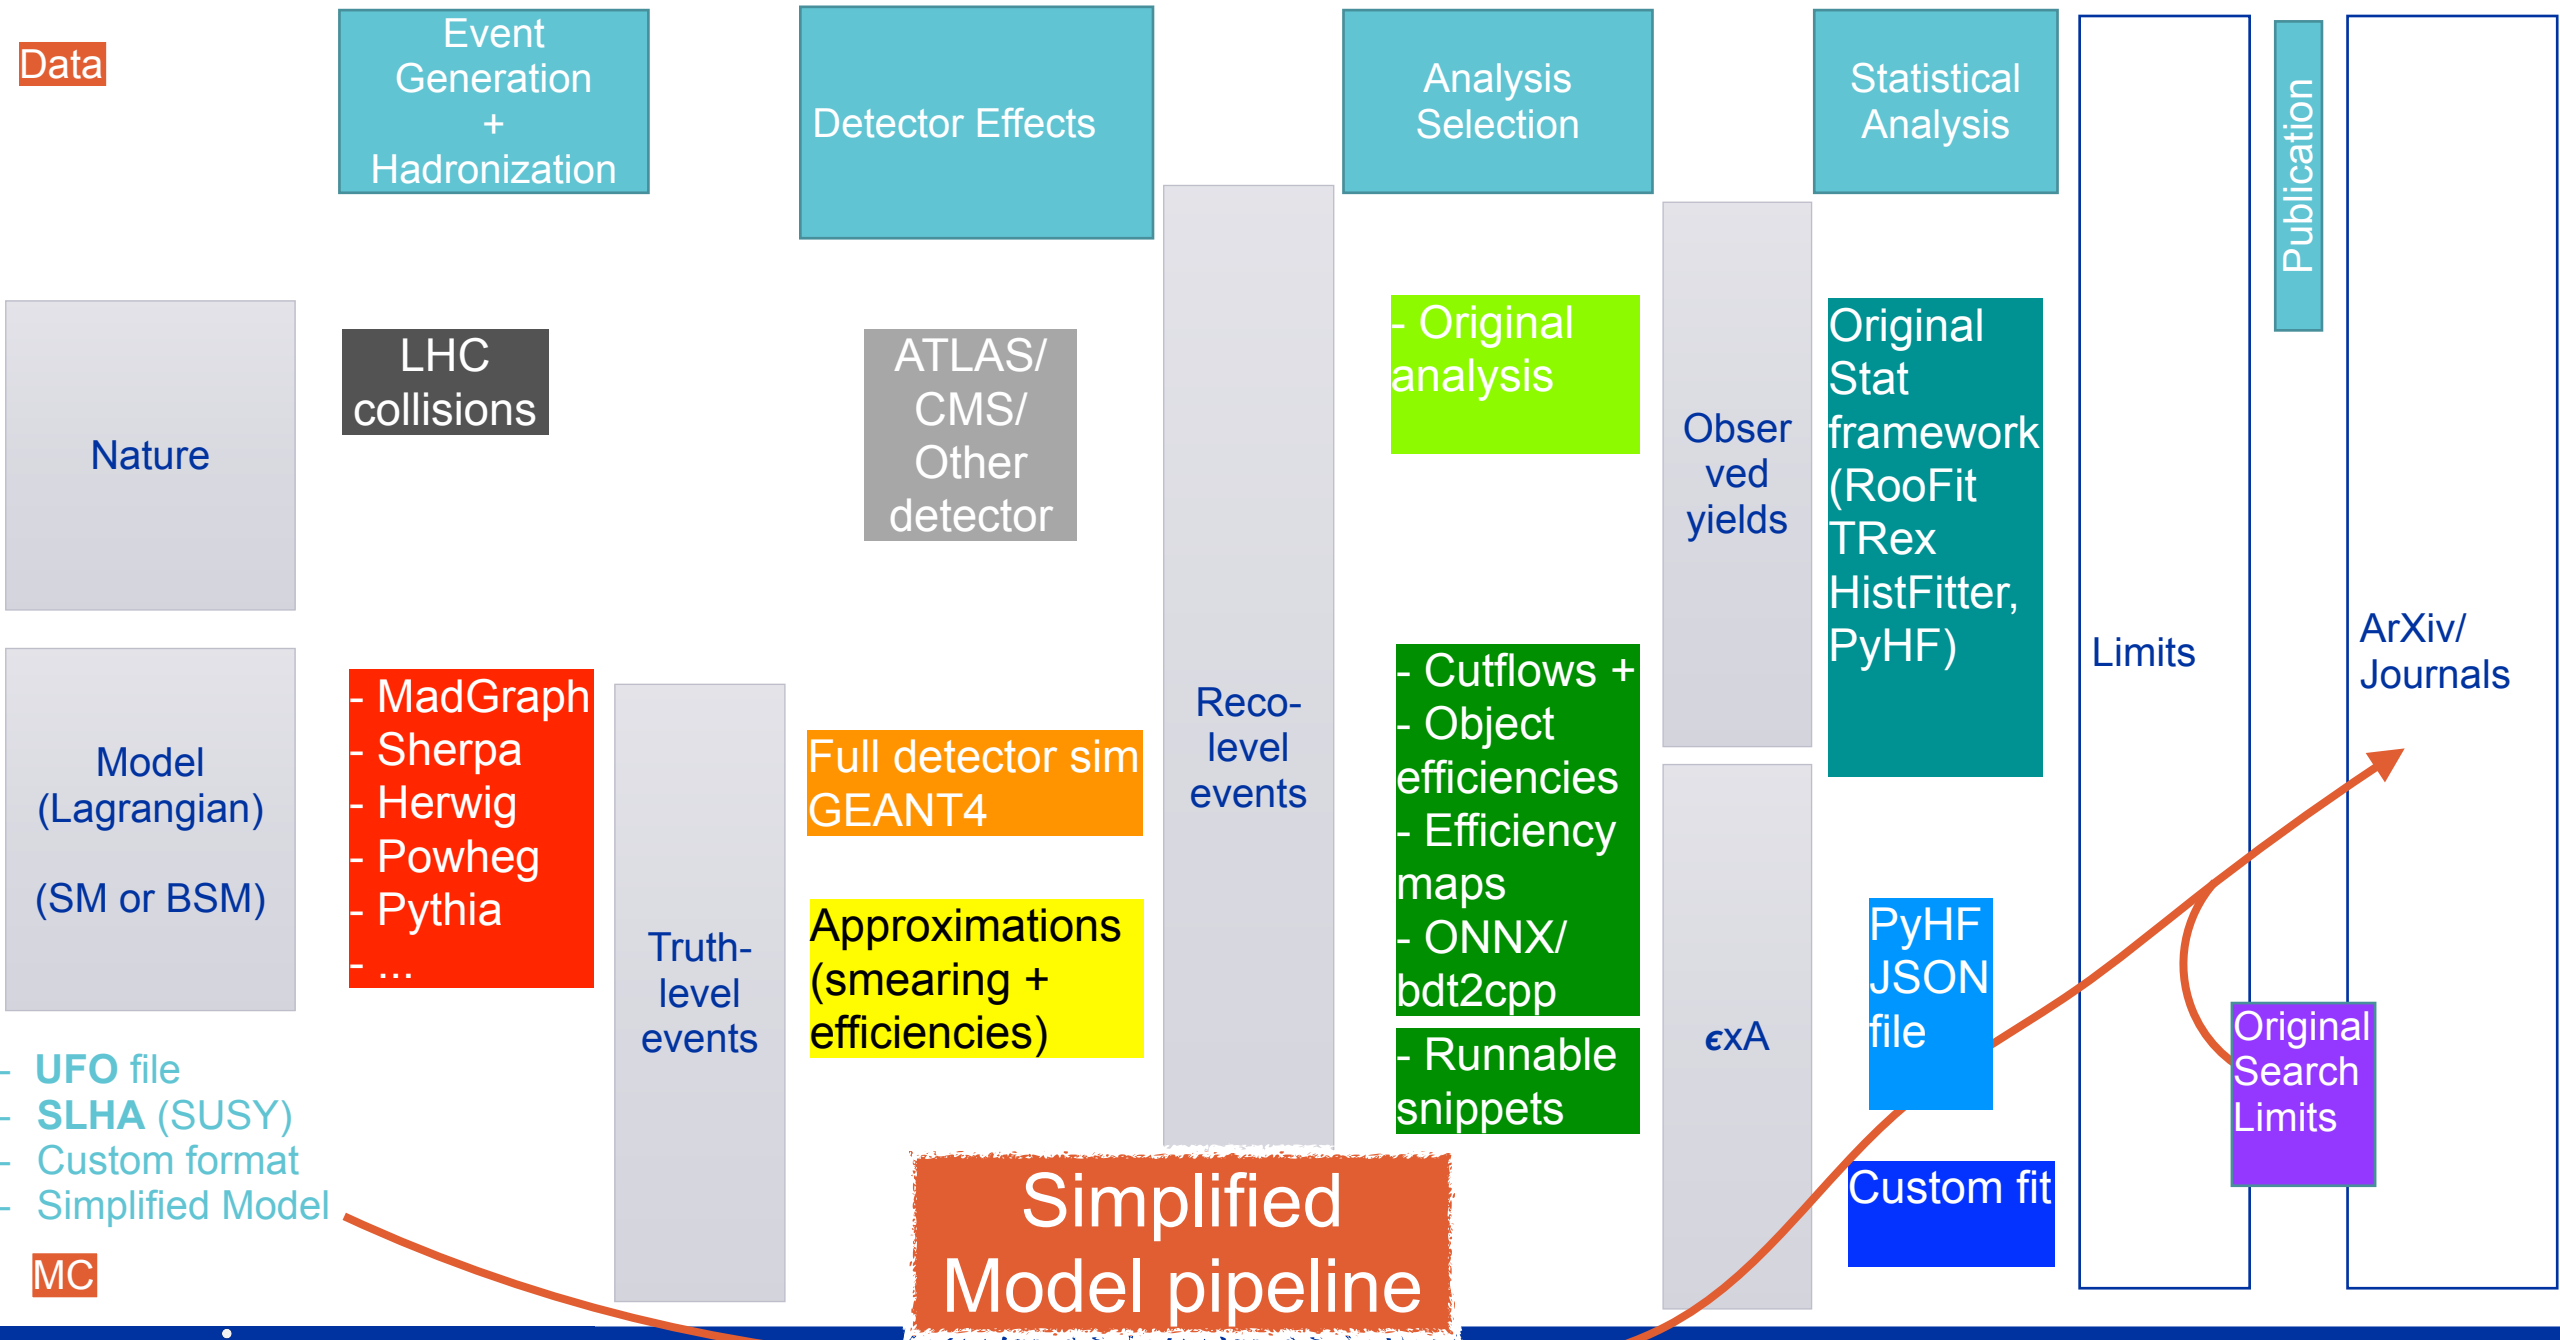 Data
Event
Generation
+
Hadronization
Detector Effects
Analysis
Selection
Statistical
Analysis
Publication
Nature
LHC
collisions
ATLAS/
CMS/
Other
detector
- Original
analysis
Obser
ved
yields
Original
Stat
framework
(RooFit
TRex
HistFitter,
PyHF)
Limits
ArXiv/
Journals
Model
(Lagrangian)
(SM or BSM)
- MadGraph
- Sherpa
- Herwig
- Powheg
- Pythia
- ...
Truth-
level
events
Full detector sim
GEANT4
Approximations
(smearing +
efficiencies)
Reco-
level
events
- Cutflows +
- Object
efficiencies
- Efficiency
maps
- ONNX/
bdt2cpp
- Runnable
snippets
ϵxA
PyHF
JSON
file
Custom fit
Original
Search
Limits
- UFO file
- SLHA (SUSY)
- Custom format
- Simplified Model
MC
Simplified
Model pipeline